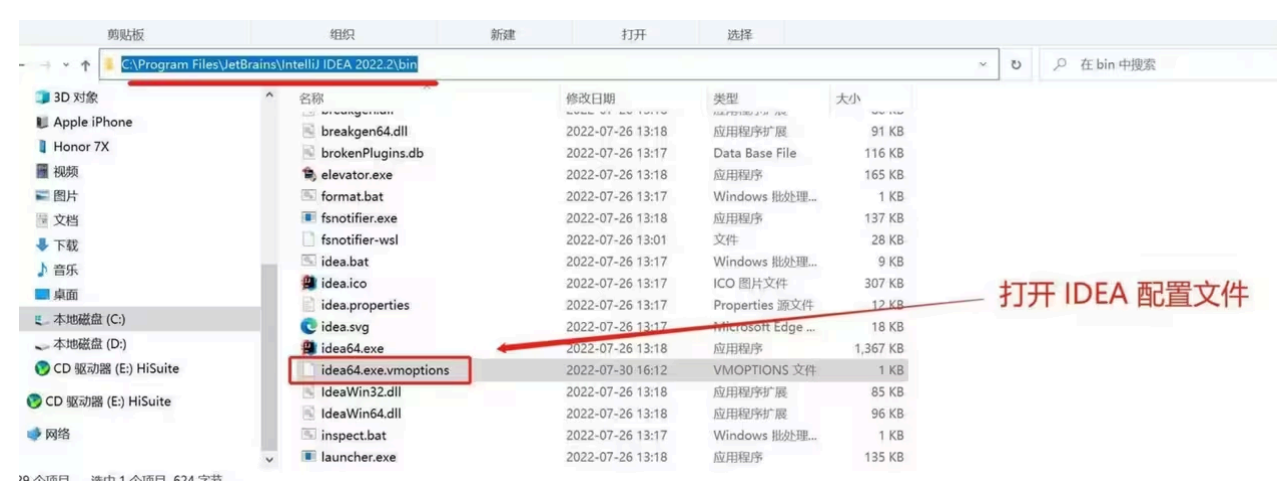 剪贴板 组织 新建 打开 选择
C:\Program Files\JetBrains\IntelliJ IDEA 2022.2\bin 在 bin 中搜索
3D 对象
Apple iPhone
Honor 7X
视频
图片
文档
下载
音乐
桌面
本地磁盘 (C:)
本地磁盘 (D:)
CD 驱动器 (E:) HiSuite
CD 驱动器 (E:) HiSuite
网络
名称 修改日期 类型 大小
breakgen64.dll 2022-07-26 13:18 应用程序扩展 91 KB
brokenPlugins.db 2022-07-26 13:17 Data Base File 116 KB
elevator.exe 2022-07-26 13:18 应用程序 165 KB
format.bat 2022-07-26 13:17 Windows 批处理... 1 KB
fsnotifier.exe 2022-07-26 13:18 应用程序 137 KB
fsnotifier-wsl 2022-07-26 13:01 文件 28 KB
idea.bat 2022-07-26 13:17 Windows 批处理... 9 KB
idea.ico 2022-07-26 13:17 ICO 图片文件 307 KB
idea.properties 2022-07-26 13:17 Properties 源文件 12 KB
idea.svg 2022-07-26 13:17 Microsoft Edge ... 18 KB
idea64.exe 2022-07-26 13:18 应用程序 1,367 KB
idea64.exe.vmoptions 2022-07-30 16:12 VMOPTIONS 文件 1 KB
IdeaWin32.dll 2022-07-26 13:18 应用程序扩展 85 KB
IdeaWin64.dll 2022-07-26 13:18 应用程序扩展 96 KB
inspect.bat 2022-07-26 13:17 Windows 批处理... 1 KB
launcher.exe 2022-07-26 13:18 应用程序 135 KB
打开 IDEA 配置文件